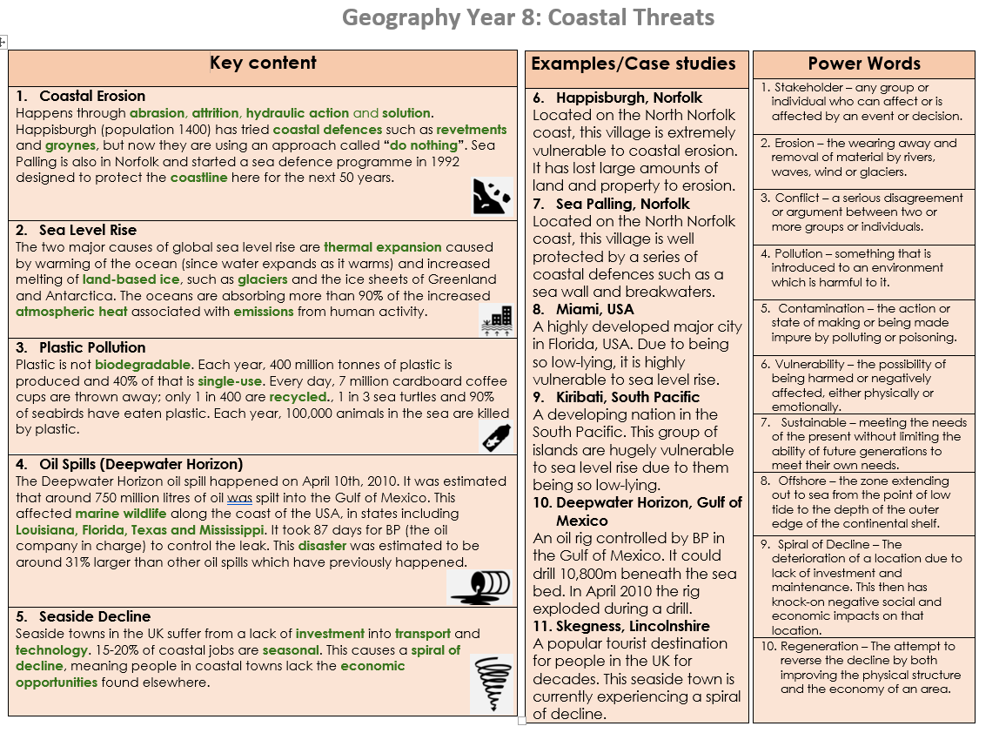 Geography Year 8: Coastal Threats
Key content
1. Coastal Erosion
Happens through abrasion, attrition, hydraulic action and solution.
Happisburgh (population 1400) has tried coastal defences such as revetments
and groynes, but now they are using an approach called “do nothing”. Sea
Palling is also in Norfolk and started a sea defence programme in 1992
designed to protect the coastline here for the next 50 years.
2. Sea Level Rise
The two major causes of global sea level rise are thermal expansion caused
by warming of the ocean (since water expands as it warms) and increased
melting of land-based ice, such as glaciers and the ice sheets of Greenland
and Antarctica. The oceans are absorbing more than 90% of the increased
atmospheric heat associated with emissions from human activity.
3. Plastic Pollution
Plastic is not biodegradable. Each year, 400 million tonnes of plastic is
produced and 40% of that is single-use. Every day, 7 million cardboard coffee
cups are thrown away; only 1 in 400 are recycled., 1 in 3 sea turtles and 90%
of seabirds have eaten plastic. Each year, 100,000 animals in the sea are killed
by plastic.
4. Oil Spills (Deepwater Horizon)
The Deepwater Horizon oil spill happened on April 10th, 2010. It was estimated
that around 750 million litres of oil was spilt into the Gulf of Mexico. This
affected marine wildlife along the coast of the USA, in states including
Louisiana, Florida, Texas and Mississippi. It took 87 days for BP (the oil
company in charge) to control the leak. This disaster was estimated to be
around 31% larger than other oil spills which have previously happened.
5. Seaside Decline
Seaside towns in the UK suffer from a lack of investment into transport and
technology. 15-20% of coastal jobs are seasonal. This causes a spiral of
decline, meaning people in coastal towns lack the economic
opportunities found elsewhere.
Examples/Case studies
6. Happisburgh, Norfolk
Located on the North Norfolk
coast, this village is extremely
vulnerable to coastal erosion.
It has lost large amounts of
land and property to erosion.
7. Sea Palling, Norfolk
Located on the North Norfolk
coast, this village is well
protected by a series of
coastal defences such as a
sea wall and breakwaters.
8. Miami, USA
A highly developed major city
in Florida, USA. Due to being
so low-lying, it is highly
vulnerable to sea level rise.
9. Kiribati, South Pacific
A developing nation in the
South Pacific. This group of
islands are hugely vulnerable
to sea level rise due to them
being so low-lying.
10. Deepwater Horizon, Gulf of
Mexico
An oil rig controlled by BP in
the Gulf of Mexico. It could
drill 10,800m beneath the sea
bed. In April 2010 the rig
exploded during a drill.
11. Skegness, Lincolnshire
A popular tourist destination
for people in the UK for
decades. This seaside town is
currently experiencing a spiral
of decline.
Power Words
1. Stakeholder – any group or
individual who can affect or is
affected by an event or decision.
2. Erosion – the wearing away and
removal of material by rivers,
waves, wind or glaciers.
3. Conflict – a serious disagreement
or argument between two or
more groups or individuals.
4. Pollution – something that is
introduced to an environment
which is harmful to it.
5. Contamination – the action or
state of making or being made
impure by polluting or poisoning.
6. Vulnerability – the possibility of
being harmed or negatively
affected, either physically or
emotionally.
7. Sustainable – meeting the needs
of the present without limiting the
ability of future generations to
meet their own needs.
8. Offshore – the zone extending
out to sea from the point of low
tide to the depth of the outer
edge of the continental shelf.
9. Spiral of Decline – The
deterioration of a location due to
lack of investment and
maintenance. This then has
knock-on negative social and
economic impacts on that
location.
10. Regeneration – The attempt to
reverse the decline by both
improving the physical structure
and the economy of an area.